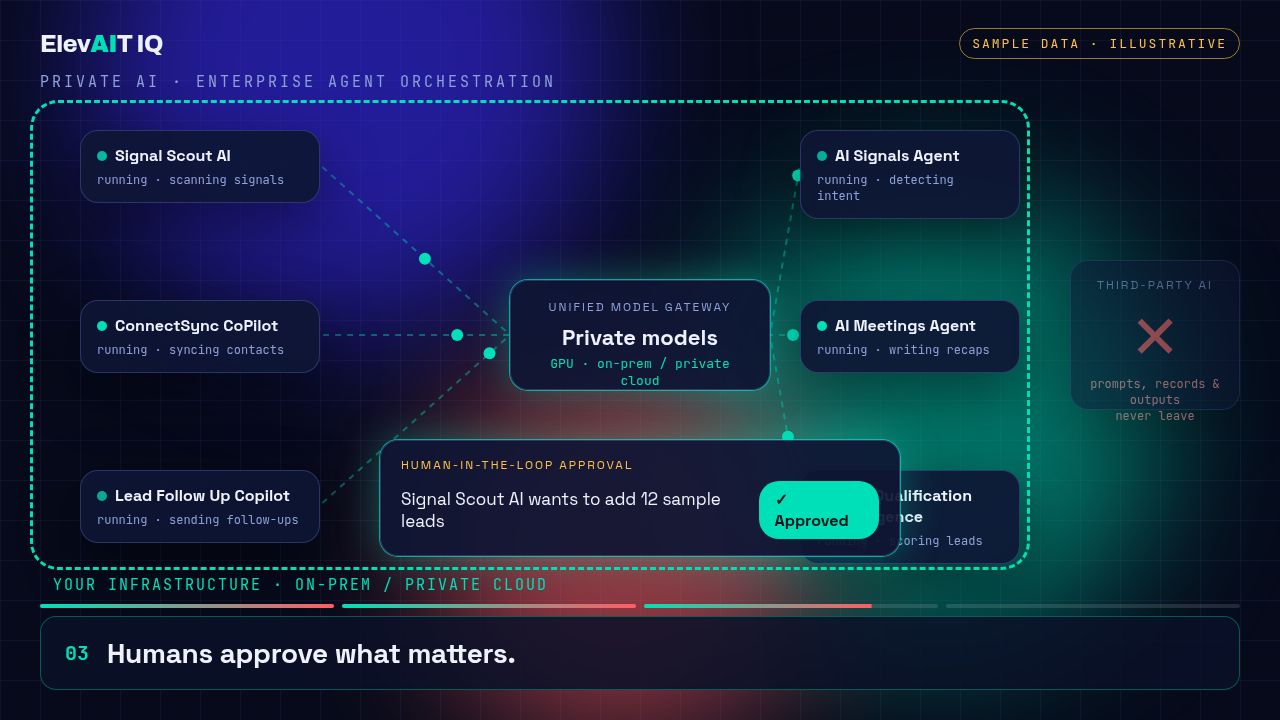 ElevAIT IQ
SAMPLE DATA · ILLUSTRATIVE
PRIVATE AI · ENTERPRISE AGENT ORCHESTRATION
Signal Scout AI
running · scanning signals
AI Signals Agent
running · detecting
intent
ConnectSync CoPilot
running · syncing contacts
UNIFIED MODEL GATEWAY
Private models
GPU · on-prem / private
cloud
AI Meetings Agent
running · writing recaps
THIRD-PARTY AI
prompts, records &
outputs
never leave
Lead Follow Up Copilot
running · sending follow-ups
HUMAN-IN-THE-LOOP APPROVAL
Signal Scout AI wants to add 12 sample
leads
✓
Approved
scoring leads
YOUR INFRASTRUCTURE · ON-PREM / PRIVATE CLOUD
03 Humans approve what matters.